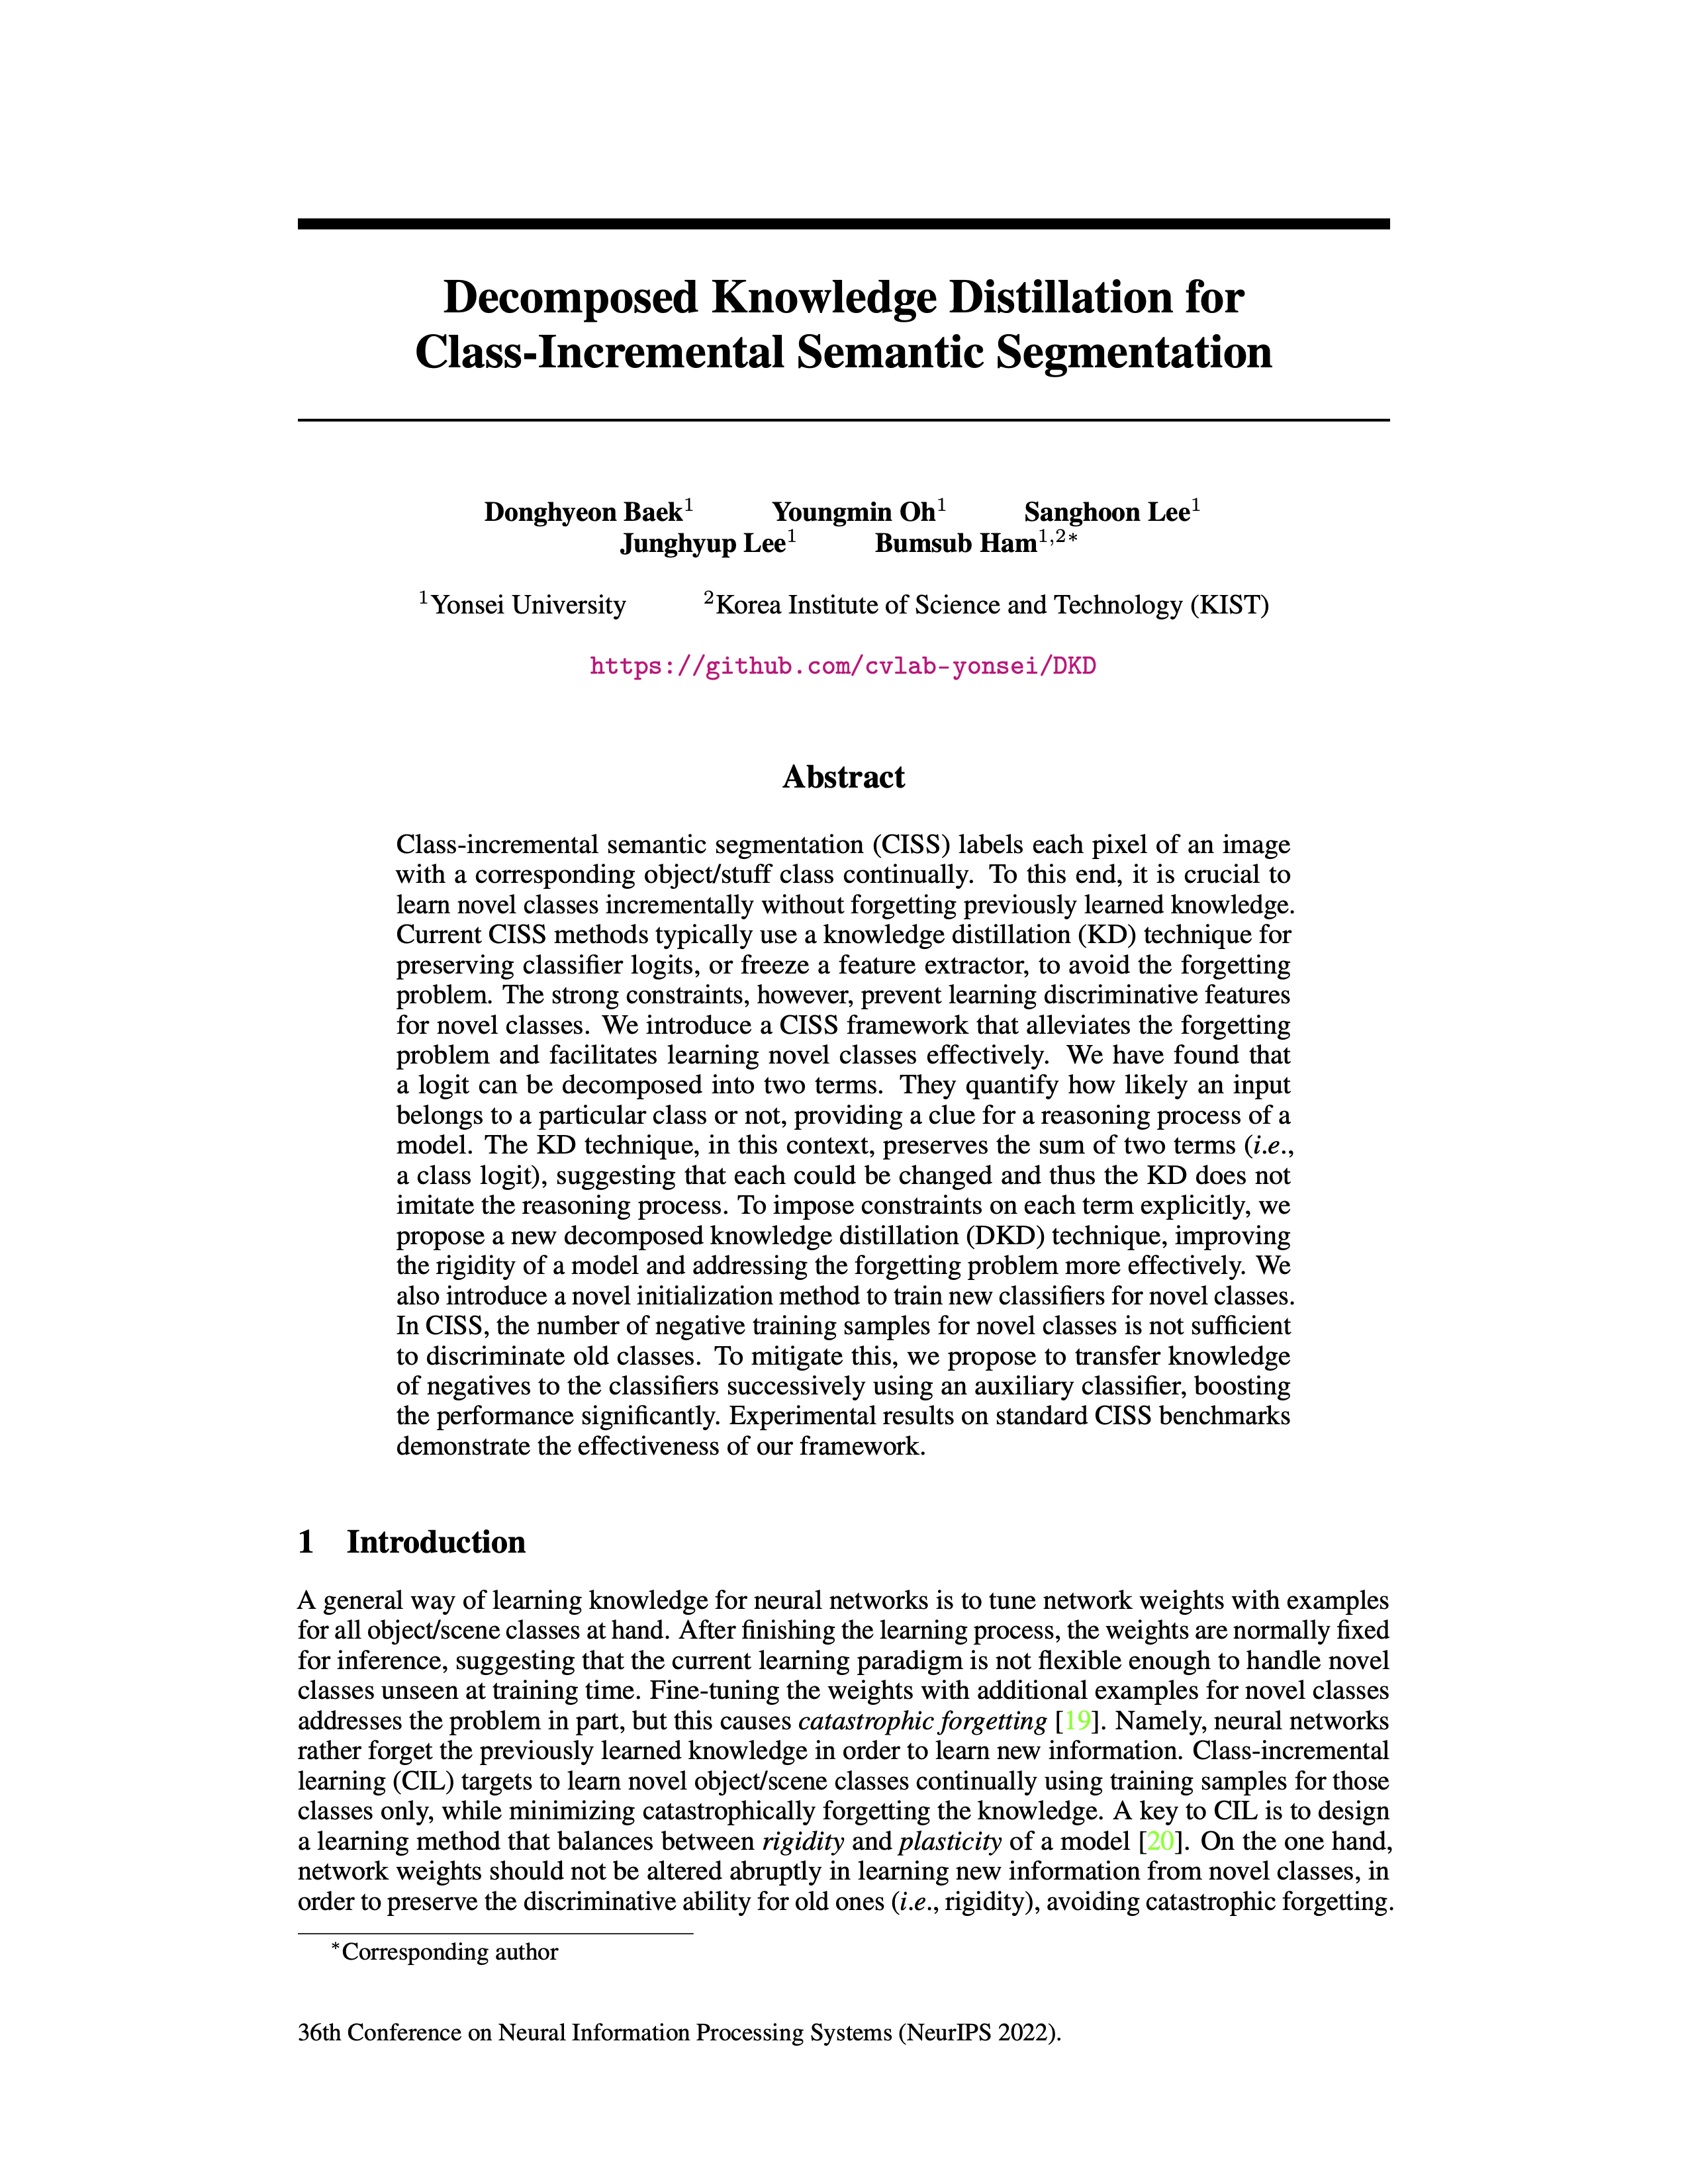 Decomposed Knowledge Distillation for
Class-Incremental Semantic Segmentation
Donghyeon Baek¹ Youngmin Oh¹ Sanghoon Lee¹
Junghyup Lee¹ Bumsub Ham¹,²*
¹Yonsei University ²Korea Institute of Science and Technology (KIST)
https://github.com/cvlab-yonsei/DKD
Abstract
Class-incremental semantic segmentation (CISS) labels each pixel of an image
with a corresponding object/stuff class continually. To this end, it is crucial to
learn novel classes incrementally without forgetting previously learned knowledge.
Current CISS methods typically use a knowledge distillation (KD) technique for
preserving classifier logits, or freeze a feature extractor, to avoid the forgetting
problem. The strong constraints, however, prevent learning discriminative features
for novel classes. We introduce a CISS framework that alleviates the forgetting
problem and facilitates learning novel classes effectively. We have found that
a logit can be decomposed into two terms. They quantify how likely an input
belongs to a particular class or not, providing a clue for a reasoning process of a
model. The KD technique, in this context, preserves the sum of two terms (i.e.,
a class logit), suggesting that each could be changed and thus the KD does not
imitate the reasoning process. To impose constraints on each term explicitly, we
propose a new decomposed knowledge distillation (DKD) technique, improving
the rigidity of a model and addressing the forgetting problem more effectively. We
also introduce a novel initialization method to train new classifiers for novel classes.
In CISS, the number of negative training samples for novel classes is not sufficient
to discriminate old classes. To mitigate this, we propose to transfer knowledge
of negatives to the classifiers successively using an auxiliary classifier, boosting
the performance significantly. Experimental results on standard CISS benchmarks
demonstrate the effectiveness of our framework.
1 Introduction
A general way of learning knowledge for neural networks is to tune network weights with examples
for all object/scene classes at hand. After finishing the learning process, the weights are normally fixed
for inference, suggesting that the current learning paradigm is not flexible enough to handle novel
classes unseen at training time. Fine-tuning the weights with additional examples for novel classes
addresses the problem in part, but this causes catastrophic forgetting [19]. Namely, neural networks
rather forget the previously learned knowledge in order to learn new information. Class-incremental
learning (CIL) targets to learn novel object/scene classes continually using training samples for those
classes only, while minimizing catastrophically forgetting the knowledge. A key to CIL is to design
a learning method that balances between rigidity and plasticity of a model [20]. On the one hand,
network weights should not be altered abruptly in learning new information from novel classes, in
order to preserve the discriminative ability for old ones (i.e., rigidity), avoiding catastrophic forgetting.
*Corresponding author
36th Conference on Neural Information Processing Systems (NeurIPS 2022).